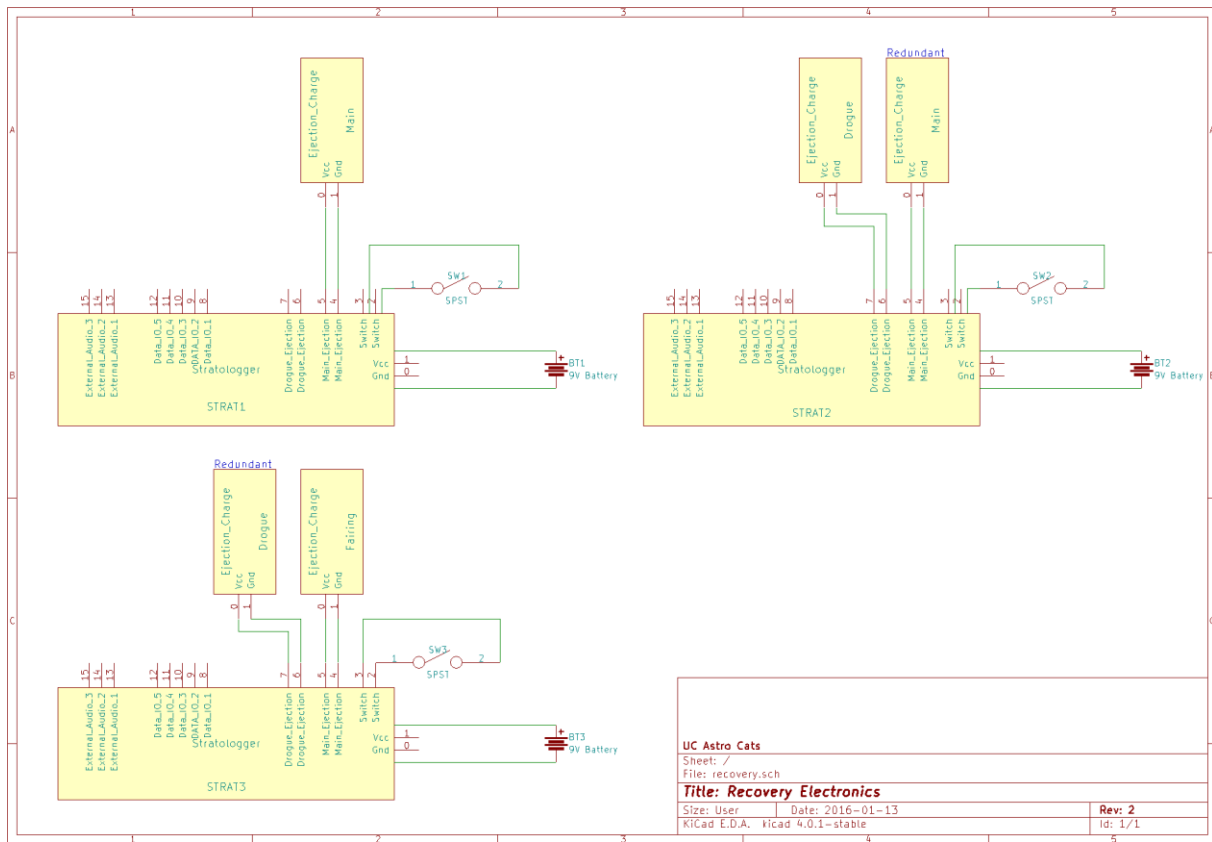 1 2 3 4 5
A
B
C
A
B
C
1 2 3 4 5
Ejection_Charge
Main
Vcc
Gnd
0
1
SW1
1 2
SPST
15
14
13
12
11
10
9
8
7
6
5
4
3
2
External_Audio_3
External_Audio_2
External_Audio_1
Data_IO_5
Data_IO_4
Data_IO_3
DATA_IO_2
Data_IO_1
Drogue_Ejection
Drogue_Ejection
Main_Ejection
Main_Ejection
Switch
Switch
Stratologger
STRAT1
Vcc 1
Gnd 0
+
BT1
9V Battery
Ejection_Charge
Drogue
Vcc
Gnd
0
1
Redundant
Ejection_Charge
Main
Vcc
Gnd
0
1
SW2
1 2
SPST
15
14
13
12
11
10
9
8
7
6
5
4
3
2
External_Audio_3
External_Audio_2
External_Audio_1
Data_IO_5
Data_IO_4
Data_IO_3
DATA_IO_2
Data_IO_1
Drogue_Ejection
Drogue_Ejection
Main_Ejection
Main_Ejection
Switch
Switch
Stratologger
STRAT2
Vcc 1
Gnd 0
+
BT2
9V Battery
Redundant
Ejection_Charge
Drogue
Vcc
Gnd
0
1
Ejection_Charge
Fairing
Vcc
Gnd
0
1
SW3
1 2
SPST
15
14
13
12
11
10
9
8
7
6
5
4
3
2
External_Audio_3
External_Audio_2
External_Audio_1
Data_IO_5
Data_IO_4
Data_IO_3
DATA_IO_2
Data_IO_1
Drogue_Ejection
Drogue_Ejection
Main_Ejection
Main_Ejection
Switch
Switch
Stratologger
STRAT3
Vcc 1
Gnd 0
+
BT3
9V Battery
UC Astro Cats
Sheet: /
File: recovery.sch
Title: Recovery Electronics
Size: User Date: 2016-01-13 Rev: 2
KiCad E.D.A. kicad 4.0.1-stable Id: 1/1